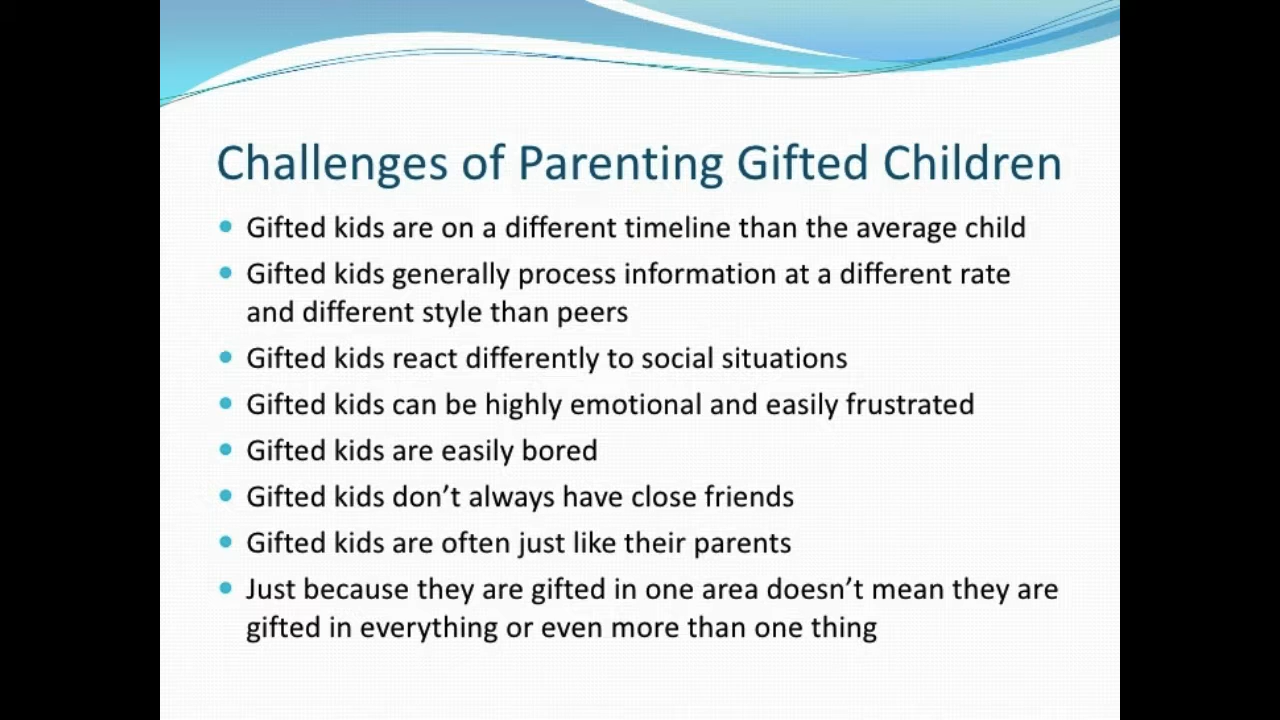 Challenges of Parenting Gifted Children
• Gifted kids are on a different timeline than the average child
• Gifted kids generally process information at a different rate
and different style than peers
• Gifted kids react differently to social situations
• Gifted kids can be highly emotional and easily frustrated
• Gifted kids are easily bored
• Gifted kids don’t always have close friends
• Gifted kids are often just like their parents
• Just because they are gifted in one area doesn’t mean they are
gifted in everything or even more than one thing